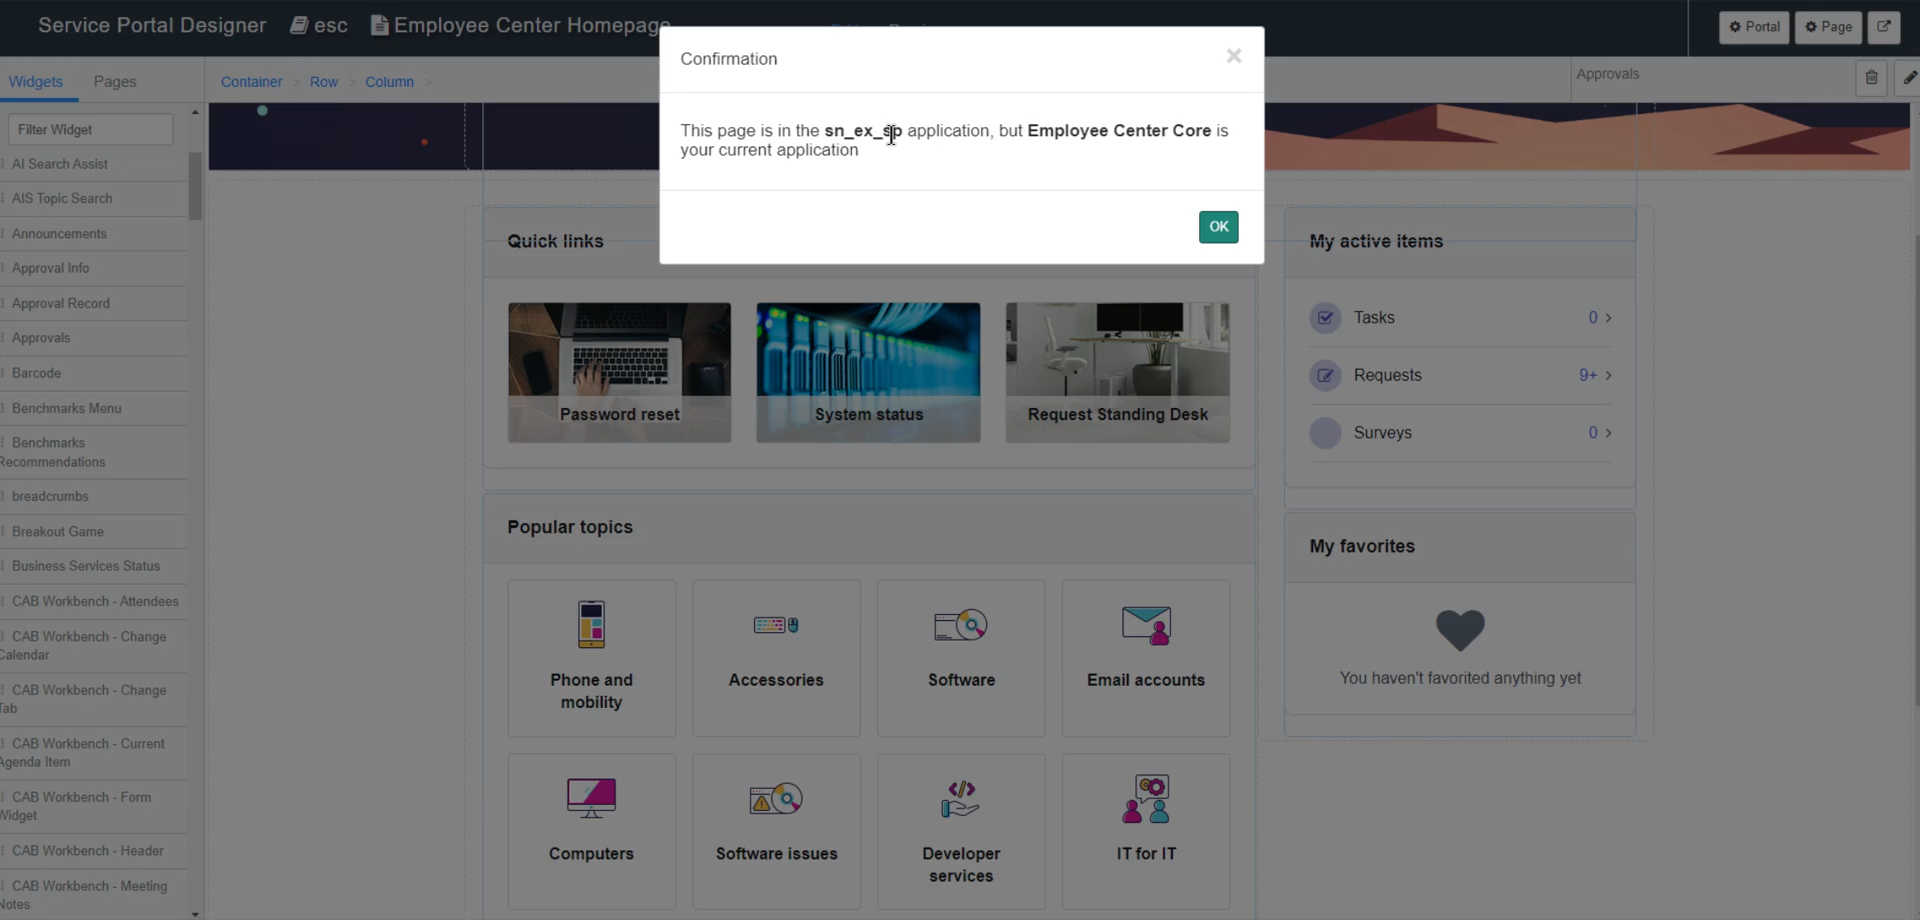 Service Portal Designer
esc
Employee Center Homepage
Portal
Page
Widgets
Pages
Container > Row > Column >
Approvals
Filter Widget
AI Search Assist
AIS Topic Search
Announcements
Approval Info
Approval Record
Approvals
Barcode
Benchmarks Menu
Benchmarks
Recommendations
breadcrumbs
Breakout Game
Business Services Status
CAB Workbench - Attendees
CAB Workbench - Change
Calendar
CAB Workbench - Change
Tab
CAB Workbench - Current
Agenda Item
CAB Workbench - Form
Widget
CAB Workbench - Header
CAB Workbench - Meeting
Notes
Confirmation
×
This page is in the sn_ex_sp application, but Employee Center Core is
your current application
OK
Quick links
Password reset
System status
Request Standing Desk
Popular topics
Phone and
mobility
Accessories
Software
Email accounts
Computers
Software issues
Developer
services
IT for IT
My active items
Tasks 0 >
Requests 9+ >
Surveys 0 >
My favorites
You haven't favorited anything yet